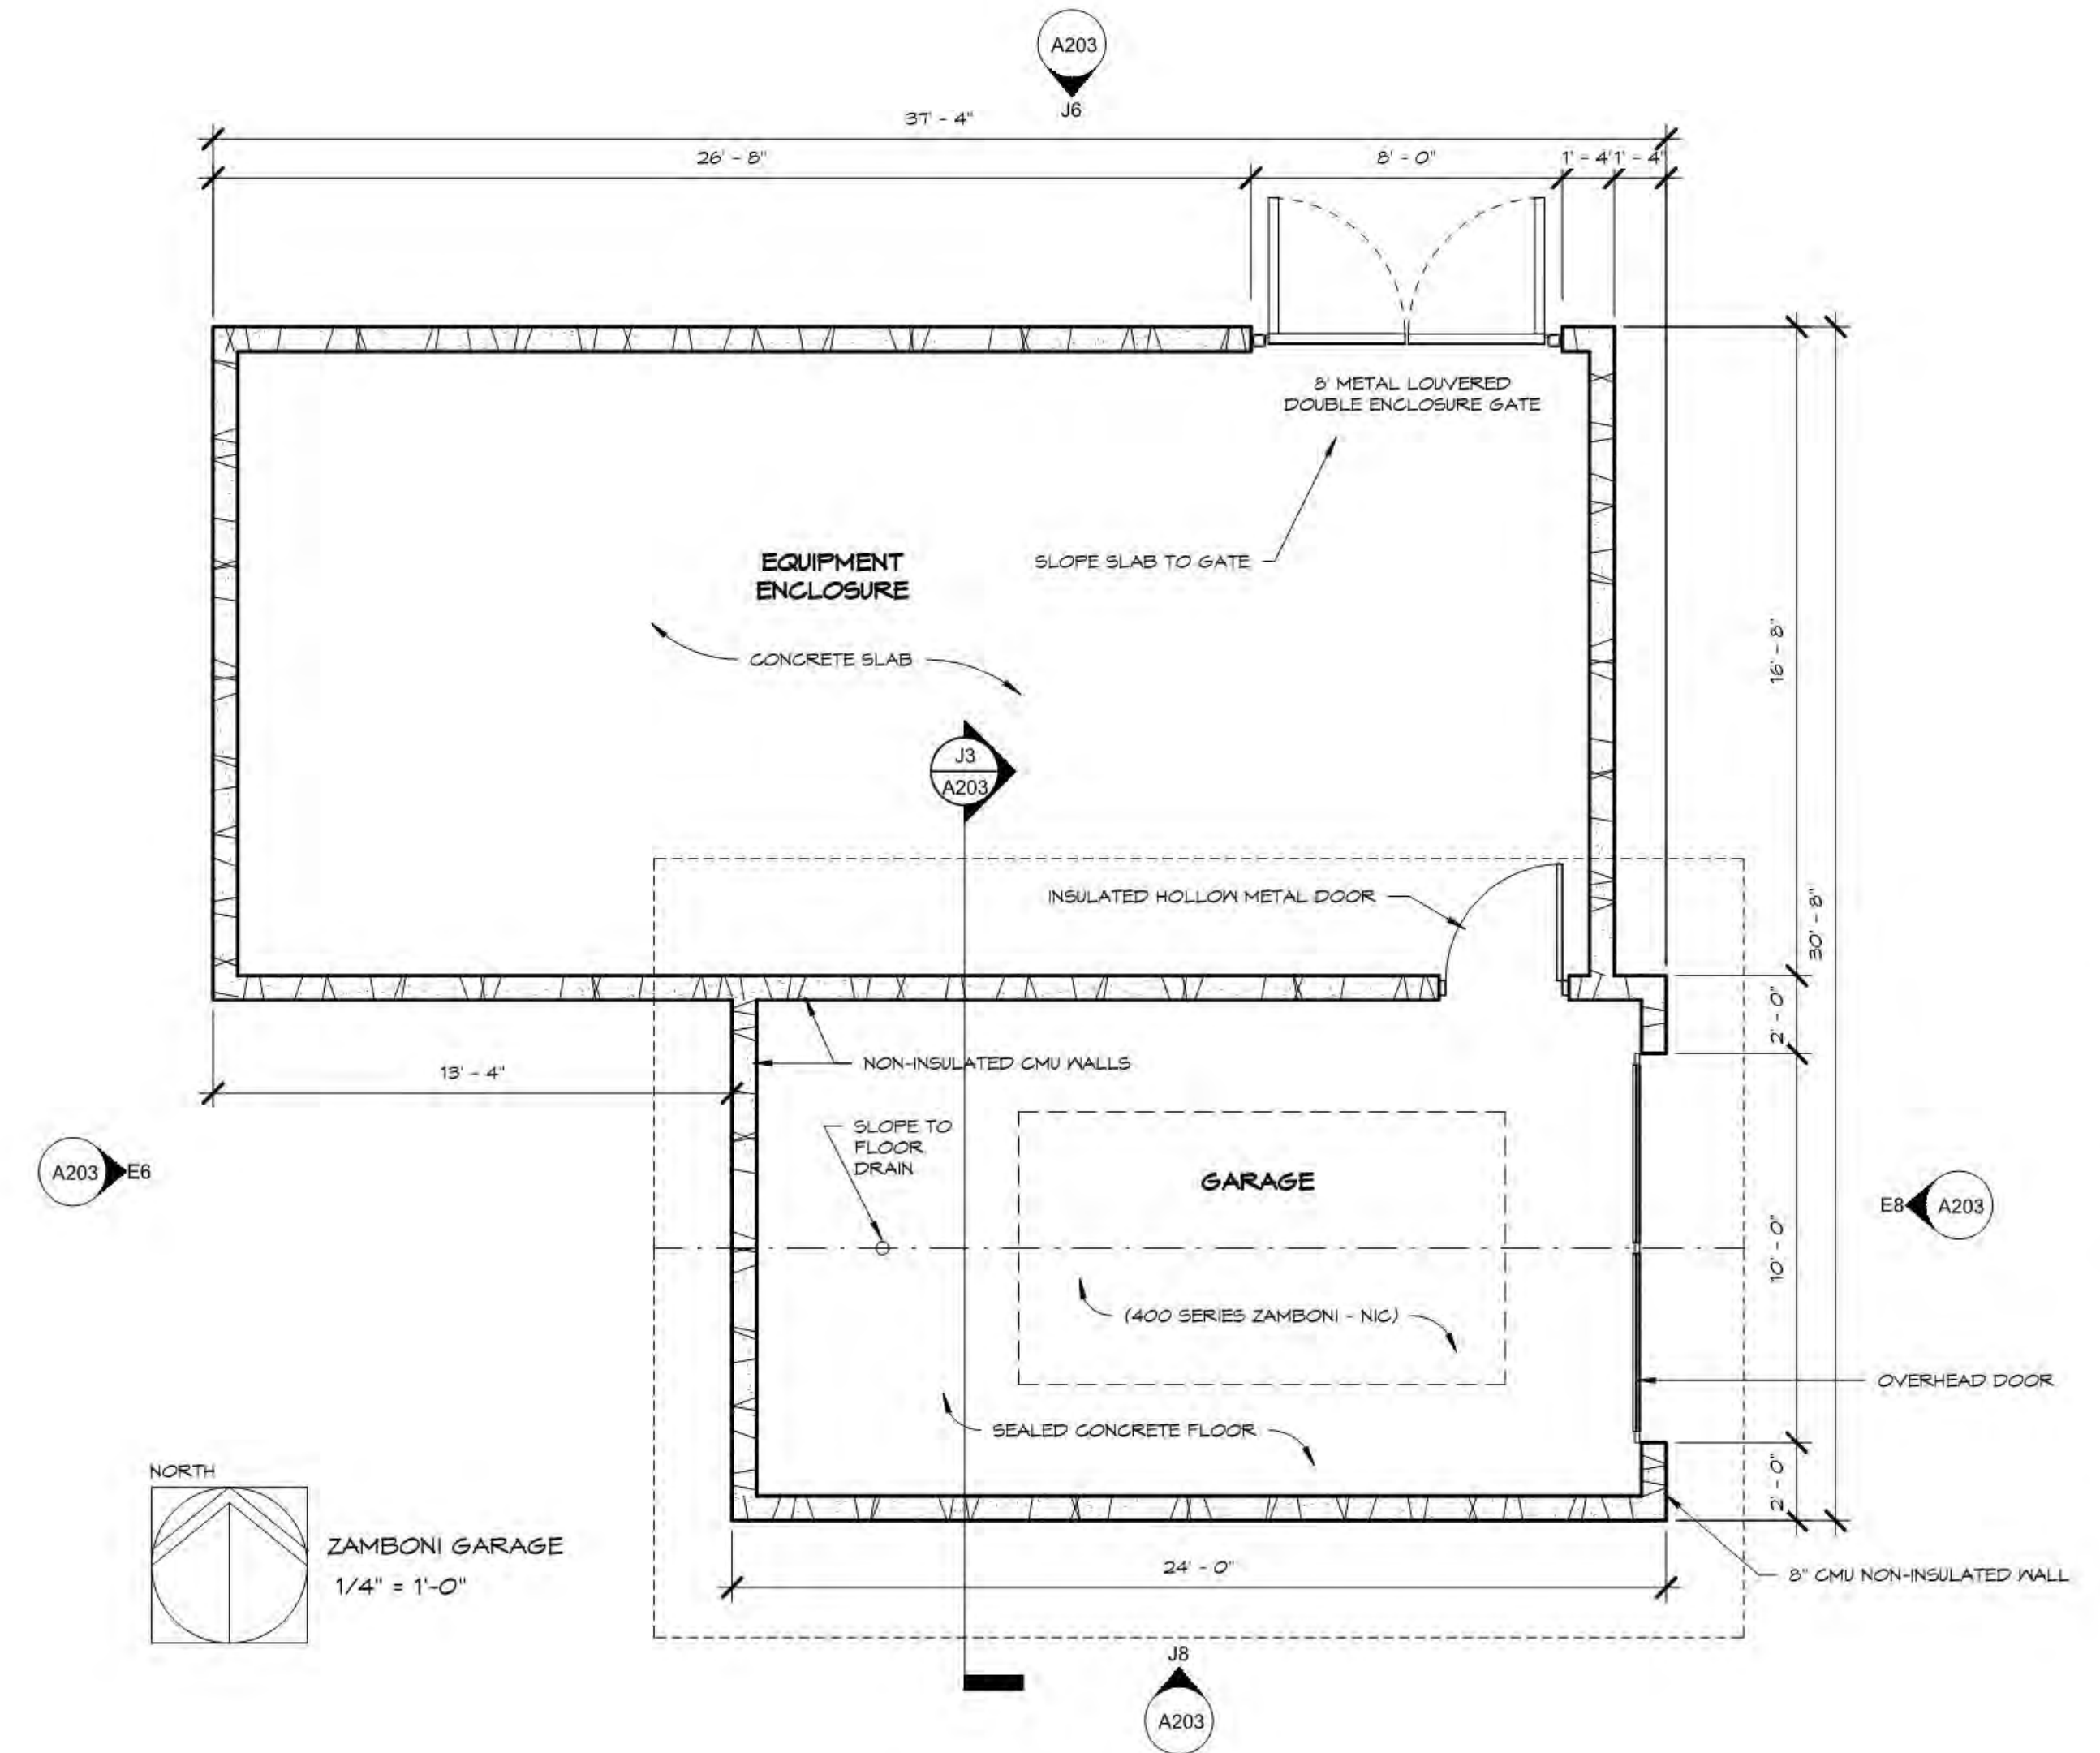 A203
J6
37' - 4"
26' - 8"
8' - 0"
1' - 4"
1' - 4"
8' METAL LOUVERED
DOUBLE ENCLOSURE GATE
EQUIPMENT
ENCLOSURE
SLOPE SLAB TO GATE
CONCRETE SLAB
16' - 8"
J3
A203
INSULATED HOLLOW METAL DOOR
30' - 8"
2' - 0"
NON-INSULATED CMU WALLS
13' - 4"
SLOPE TO
FLOOR
DRAIN
GARAGE
A203
E6
E8
A203
10' - 0"
(400 SERIES ZAMBONI - NIC)
OVERHEAD DOOR
SEALED CONCRETE FLOOR
2' - 0"
NORTH
ZAMBONI GARAGE
1/4" = 1'-0"
24' - 0"
8" CMU NON-INSULATED WALL
J8
A203